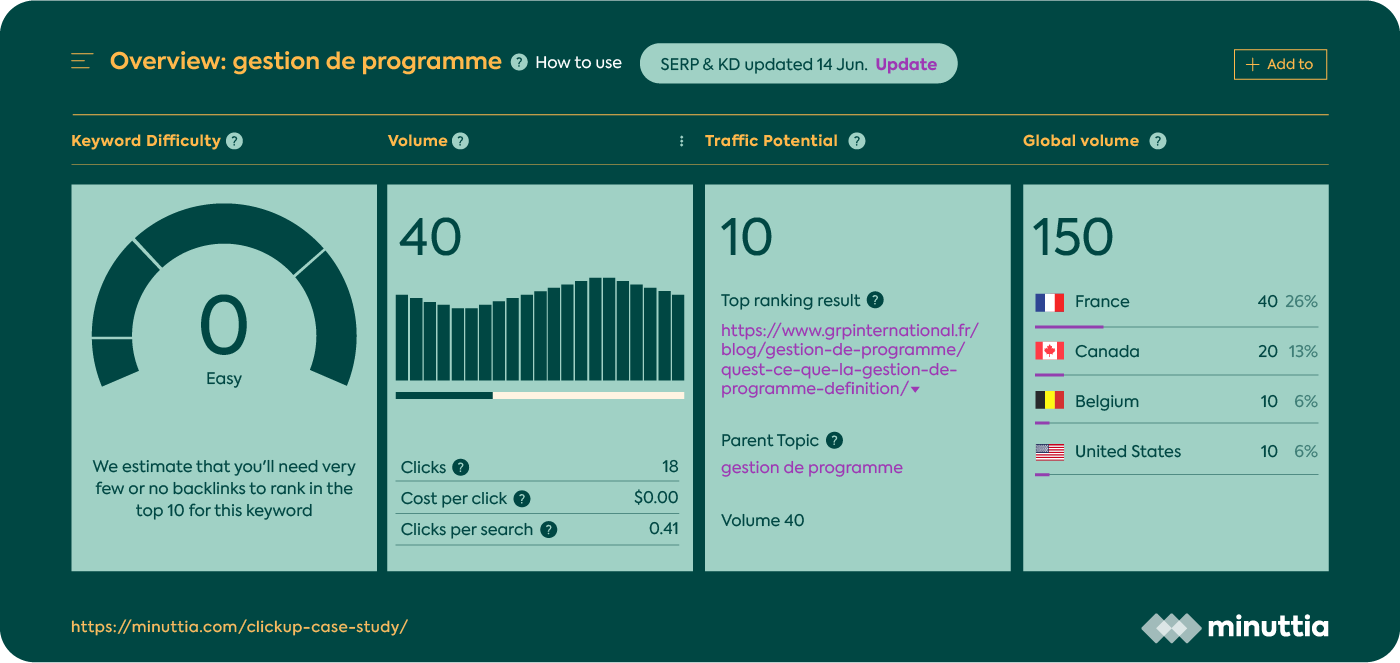 Overview: gestion de programme ? How to use SERP & KD updated 14 Jun. Update + Add to
Keyword Difficulty ? Volume ? Traffic Potential ? Global volume ?
0
Easy
We estimate that you'll need very
few or no backlinks to rank in the
top 10 for this keyword
40
Clicks ? 18
Cost per click ? $0.00
Clicks per search ? 0.41
10
Top ranking result ?
https://www.grpinternational.fr/
blog/gestion-de-programme/
quest-ce-que-la-gestion-de-
programme-definition/
Parent Topic ?
gestion de programme
Volume 40
150
France 40 26%
Canada 20 13%
Belgium 10 6%
United States 10 6%
https://minuttia.com/clickup-case-study/
minuttia